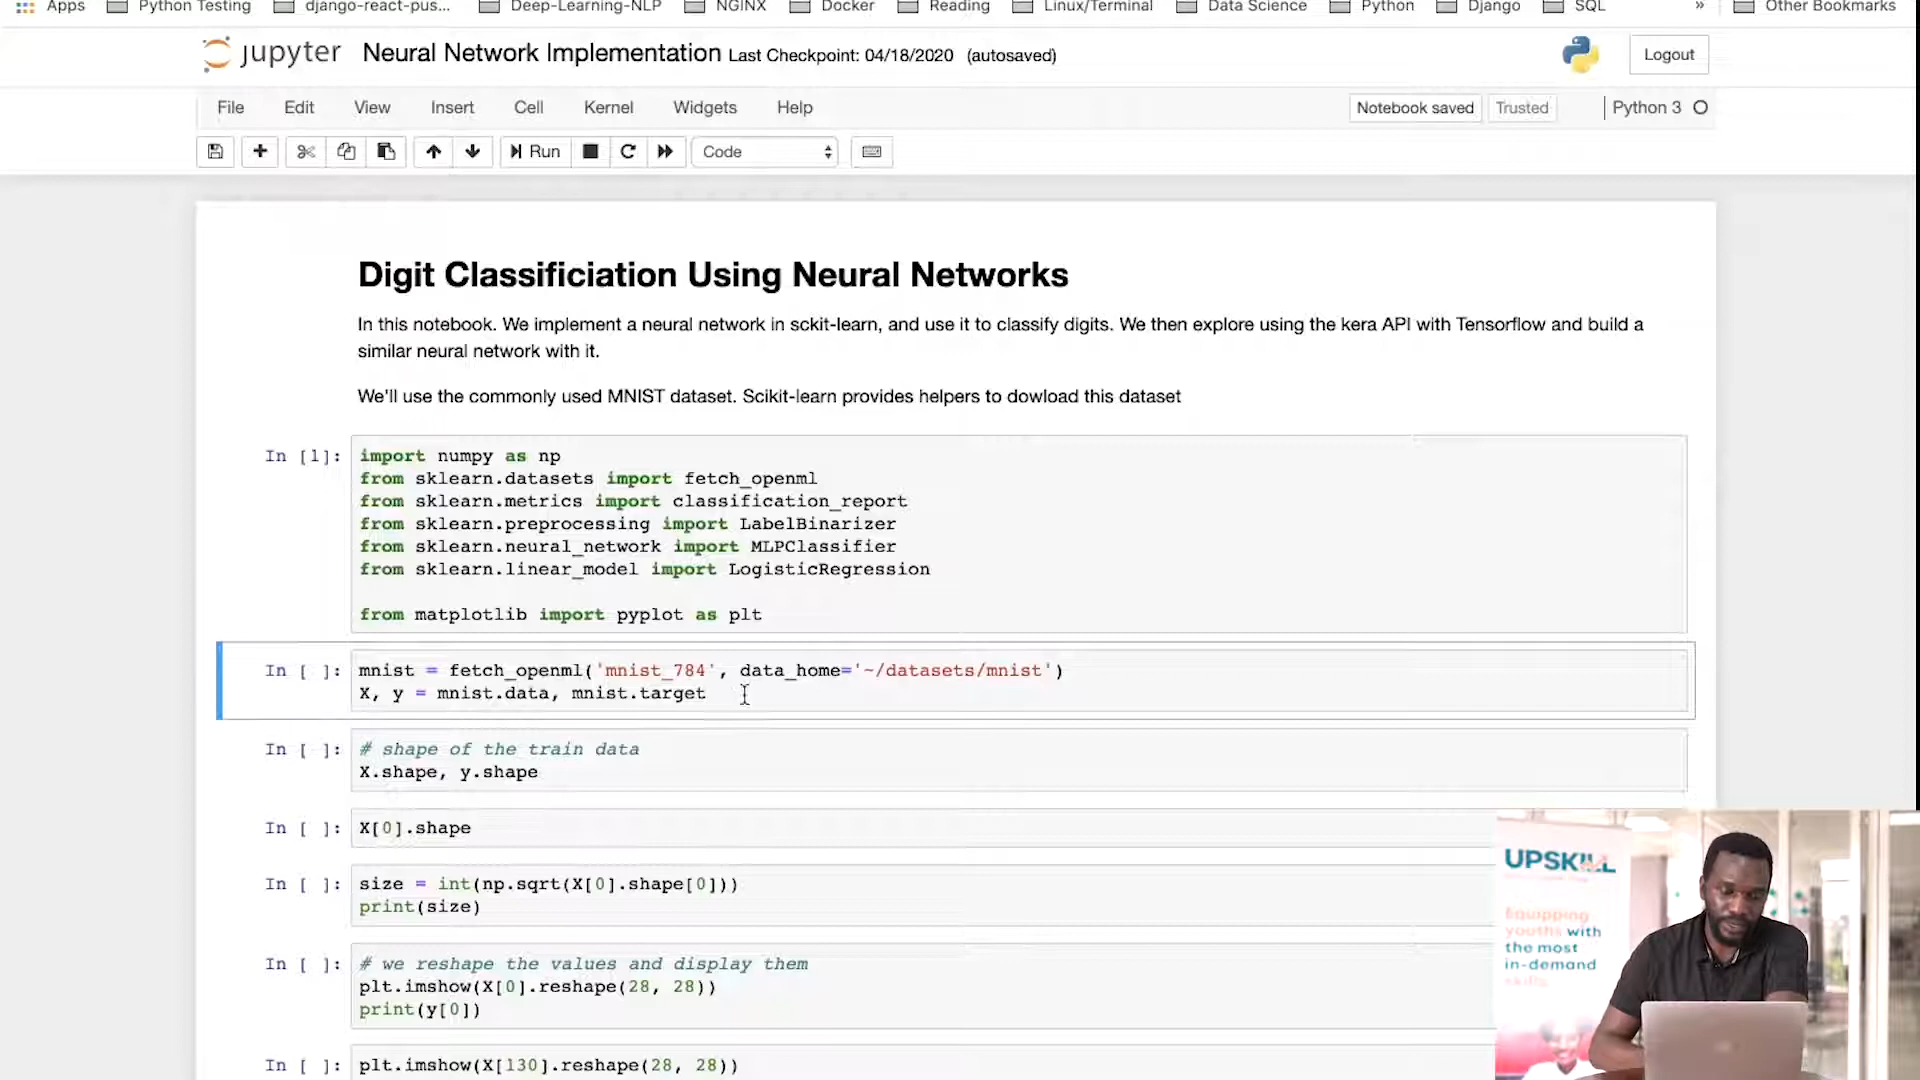 Apps Python Testing django-react-pus... Deep-Learning-NLP NGINX Docker Reading Linux/Terminal Data Science Python Django SQL » Other Bookmarks
jupyter Neural Network Implementation Last Checkpoint: 04/18/2020 (autosaved) Logout
File Edit View Insert Cell Kernel Widgets Help Notebook saved Trusted Python 3
Run Code
Digit Classificiation Using Neural Networks
In this notebook. We implement a neural network in sckit-learn, and use it to classify digits. We then explore using the kera API with Tensorflow and build a
similar neural network with it.
We'll use the commonly used MNIST dataset. Scikit-learn provides helpers to dowload this dataset
In [1]: import numpy as np
from sklearn.datasets import fetch_openml
from sklearn.metrics import classification_report
from sklearn.preprocessing import LabelBinarizer
from sklearn.neural_network import MLPClassifier
from sklearn.linear_model import LogisticRegression
from matplotlib import pyplot as plt
In [ ]: mnist = fetch_openml('mnist_784', data_home='~/datasets/mnist')
X, y = mnist.data, mnist.target
In [ ]: # shape of the train data
X.shape, y.shape
In [ ]: X[0].shape
In [ ]: size = int(np.sqrt(X[0].shape[0]))
print(size)
In [ ]: # we reshape the values and display them
plt.imshow(X[0].reshape(28, 28))
print(y[0])
In [ ]: plt.imshow(X[130].reshape(28, 28))
UPSKILL
Equipping
youths with
the most
in-demand
skills.